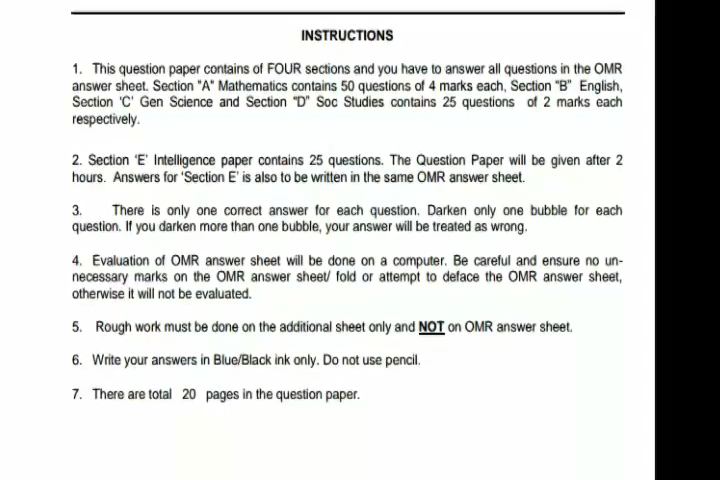 INSTRUCTIONS
1. This question paper contains of FOUR sections and you have to answer all questions in the OMR
answer sheet. Section "A" Mathematics contains 50 questions of 4 marks each, Section "B" English,
Section 'C' Gen Science and Section "D" Soc Studies contains 25 questions of 2 marks each
respectively.
2. Section 'E' Intelligence paper contains 25 questions. The Question Paper will be given after 2
hours. Answers for 'Section E' is also to be written in the same OMR answer sheet.
3. There is only one correct answer for each question. Darken only one bubble for each
question. If you darken more than one bubble, your answer will be treated as wrong.
4. Evaluation of OMR answer sheet will be done on a computer. Be careful and ensure no un-
necessary marks on the OMR answer sheet/ fold or attempt to deface the OMR answer sheet,
otherwise it will not be evaluated.
5. Rough work must be done on the additional sheet only and NOT on OMR answer sheet.
6. Write your answers in Blue/Black ink only. Do not use pencil.
7. There are total 20 pages in the question paper.